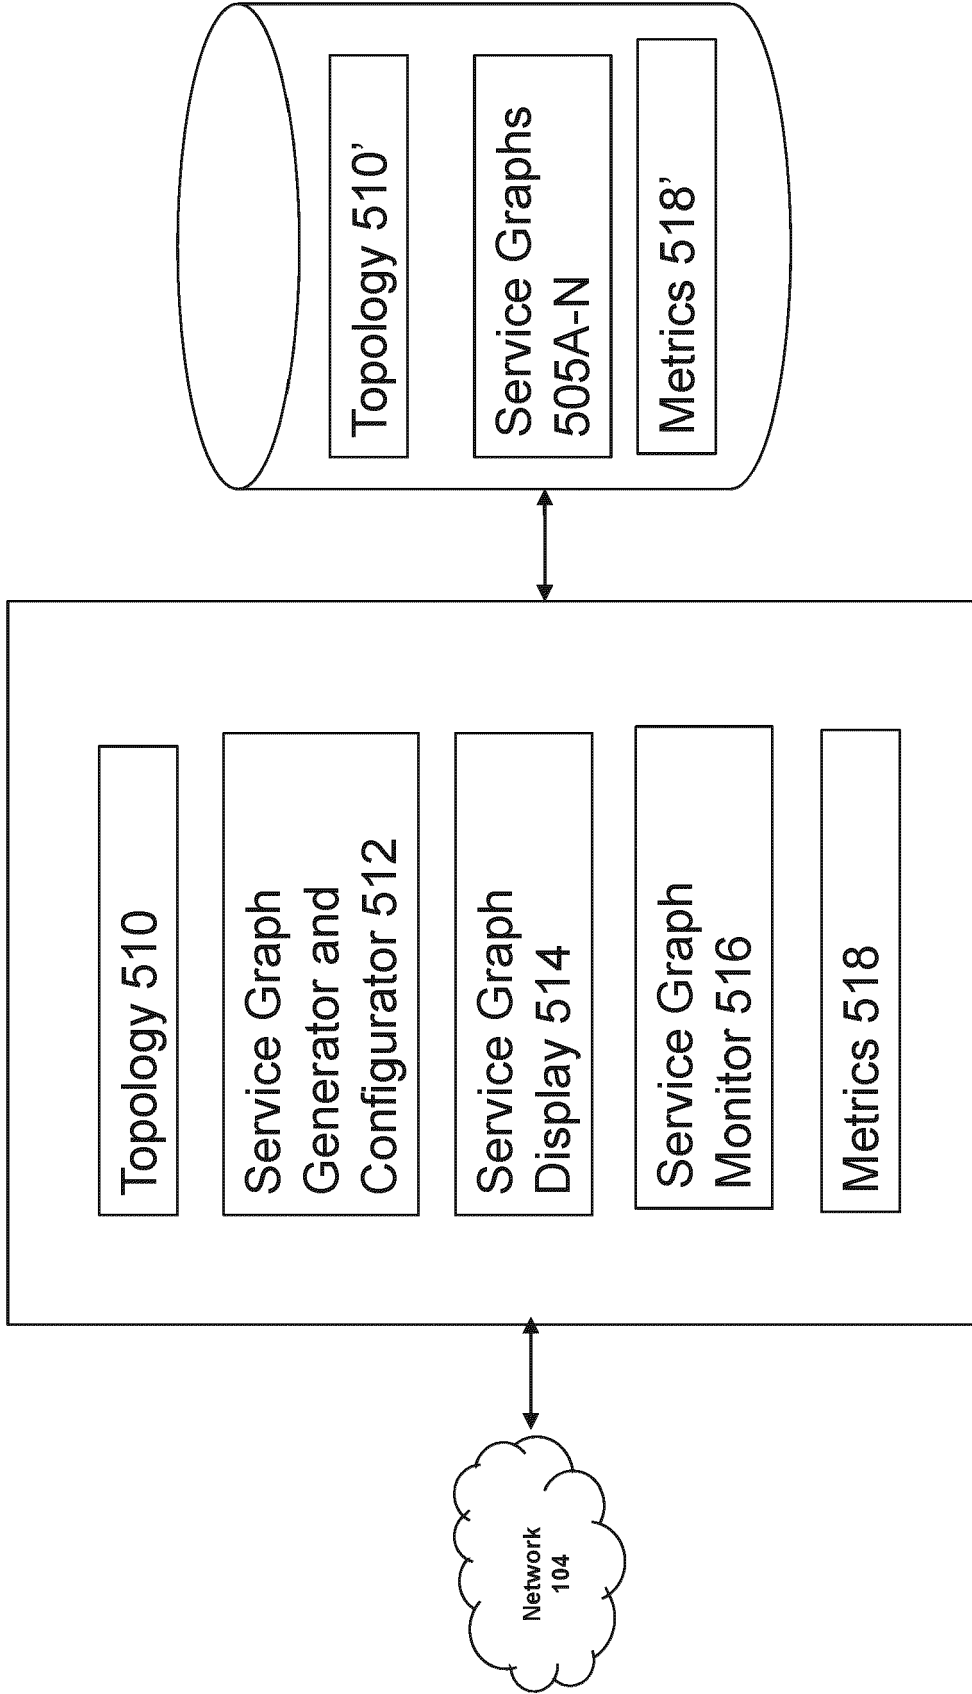 Network
104
Topology 510
Service Graph
Generator and
Configurator 512
Service Graph
Display 514
Service Graph
Monitor 516
Metrics 518
Topology 510'
Service Graphs
505A-N
Metrics 518'